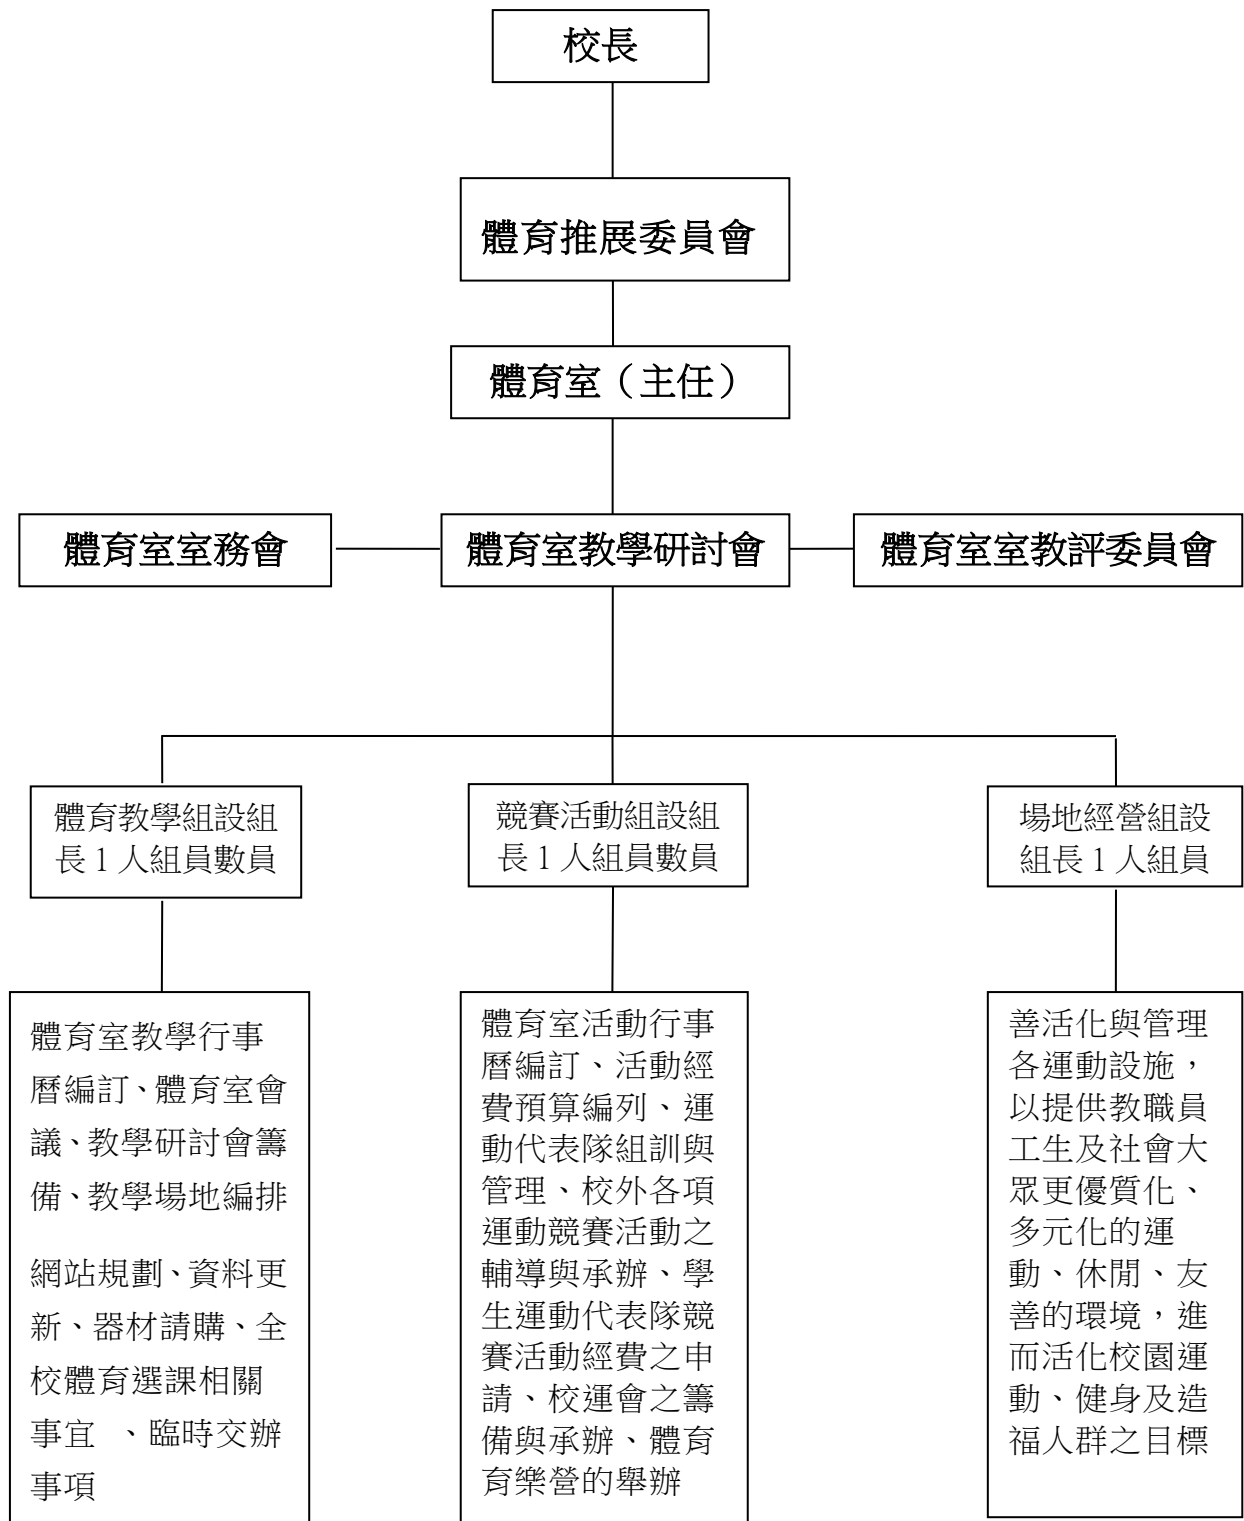 校長
體育推展委員會
體育室（主任）
體育室室務會
體育室教學研討會
體育室室教評委員會
體育教學組設組
長 1 人組員數員
競賽活動組設組
長 1 人組員數員
場地經營組設
組長 1 人組員
體育室教學行事
曆編訂、體育室會
議、教學研討會籌
備、教學場地編排
網站規劃、資料更
新、器材請購、全
校體育選課相關
事宜 、臨時交辦
事項
體育室活動行事
曆編訂、活動經
費預算編列、運
動代表隊組訓與
管理、校外各項
運動競賽活動之
輔導與承辦、學
生運動代表隊競
賽活動經費之申
請、校運會之籌
備與承辦、體育
育樂營的舉辦
善活化與管理
各運動設施，
以提供教職員
工生及社會大
眾更優質化、
多元化的運
動、休閒、友
善的環境，進
而活化校園運
動、健身及造
福人群之目標